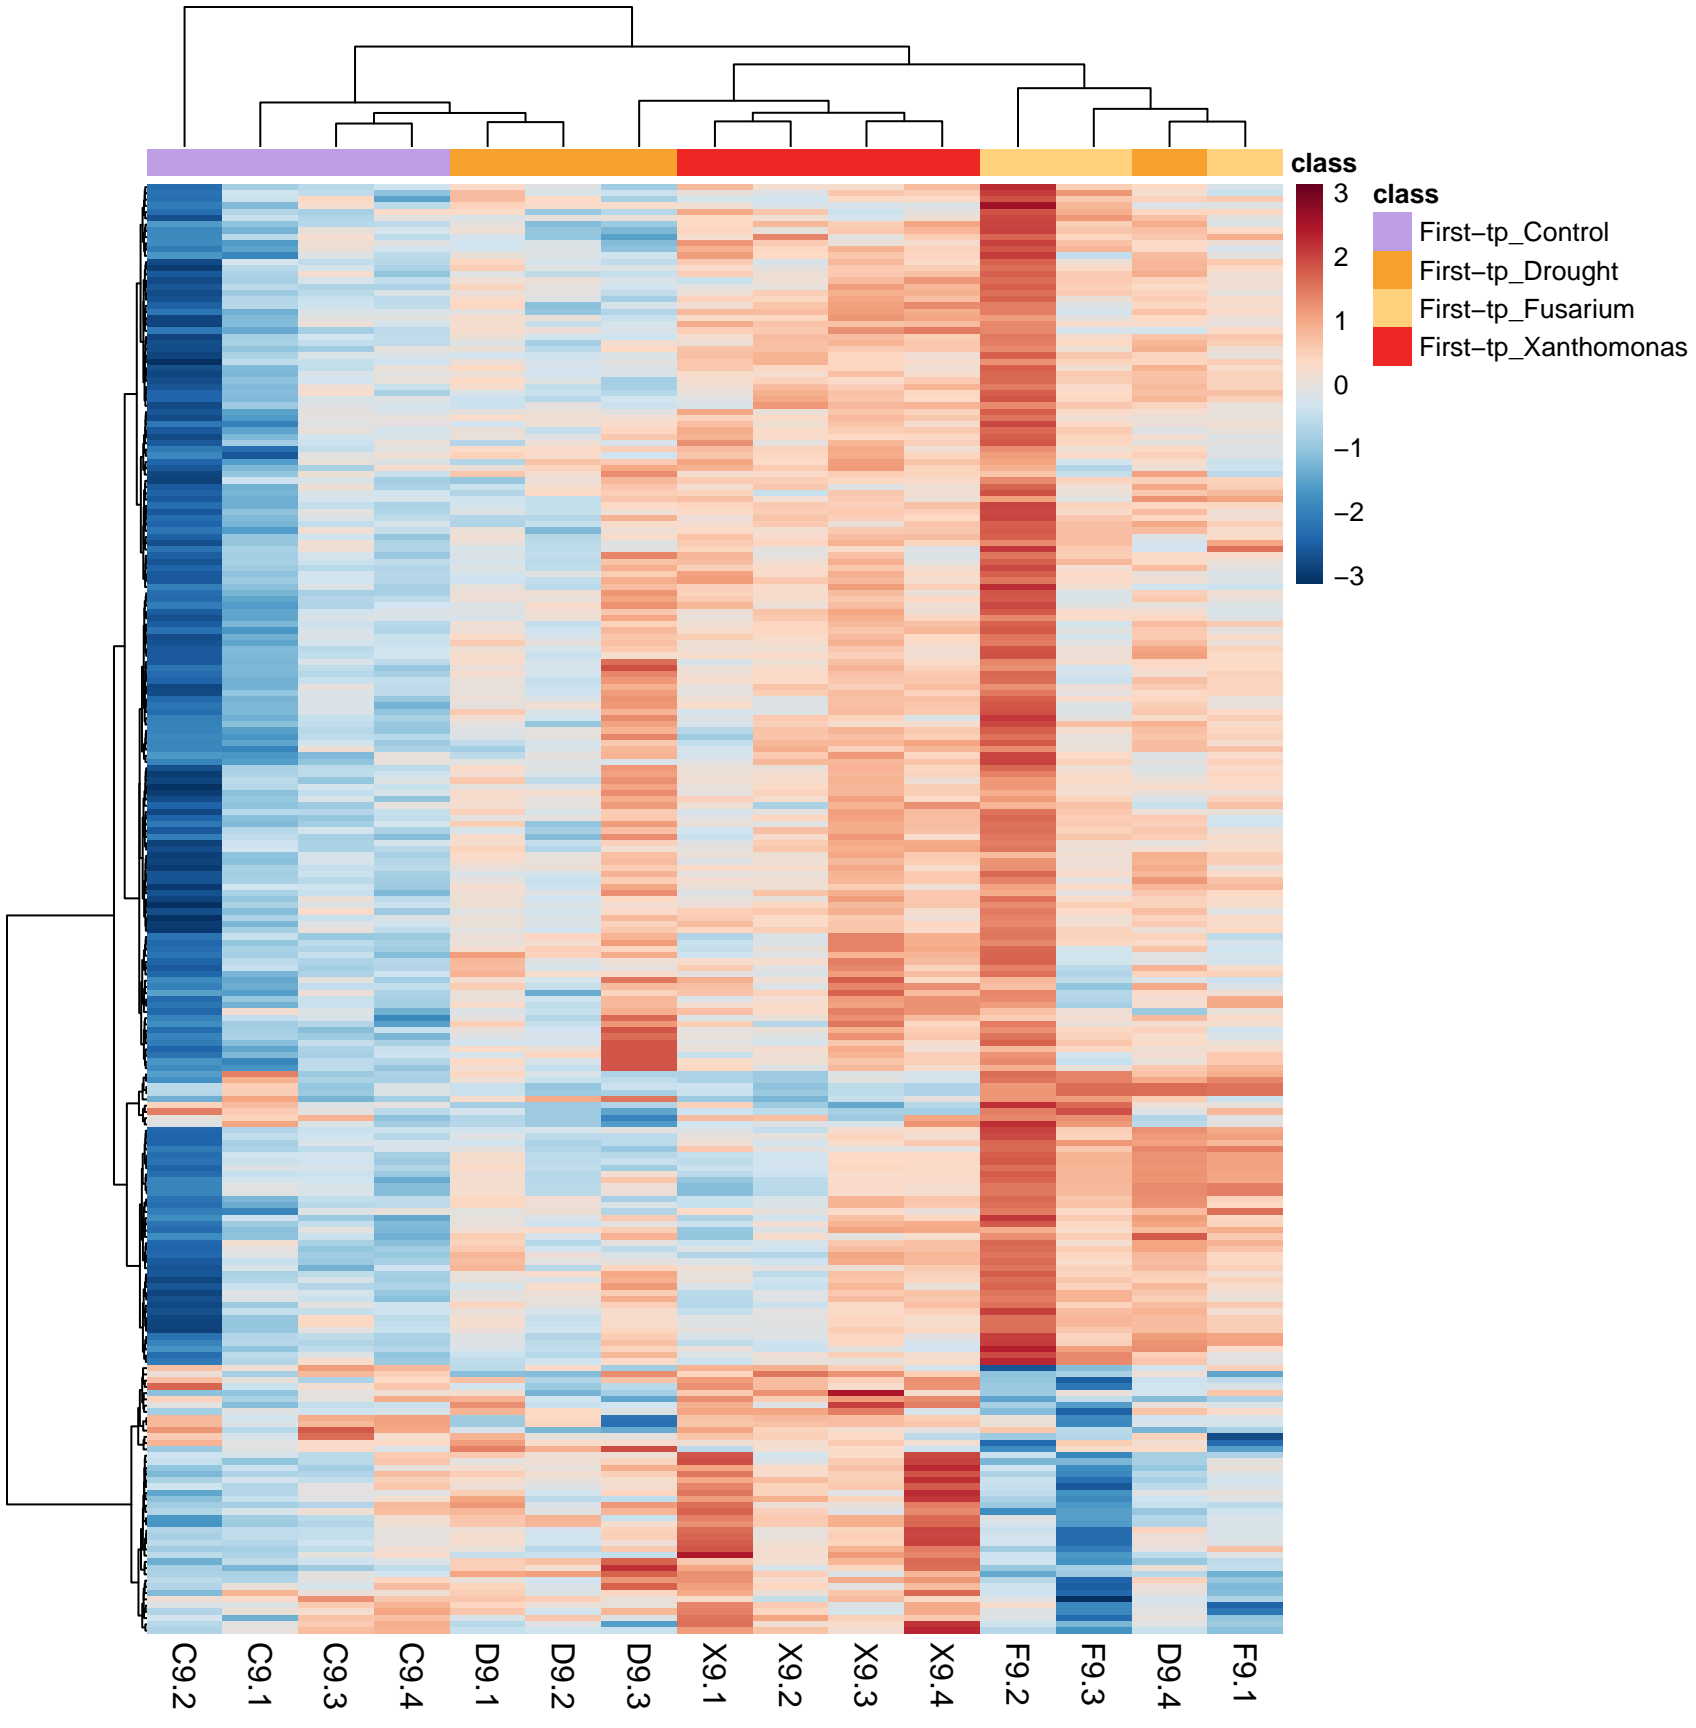 class
3
2
1
0
−1
−2
−3
class
First−tp_Control
First−tp_Drought
First−tp_Fusarium
First−tp_Xanthomonas
C9.2
C9.1
C9.3
C9.4
D9.1
D9.2
D9.3
X9.1
X9.2
X9.3
X9.4
F9.2
F9.3
D9.4
F9.1